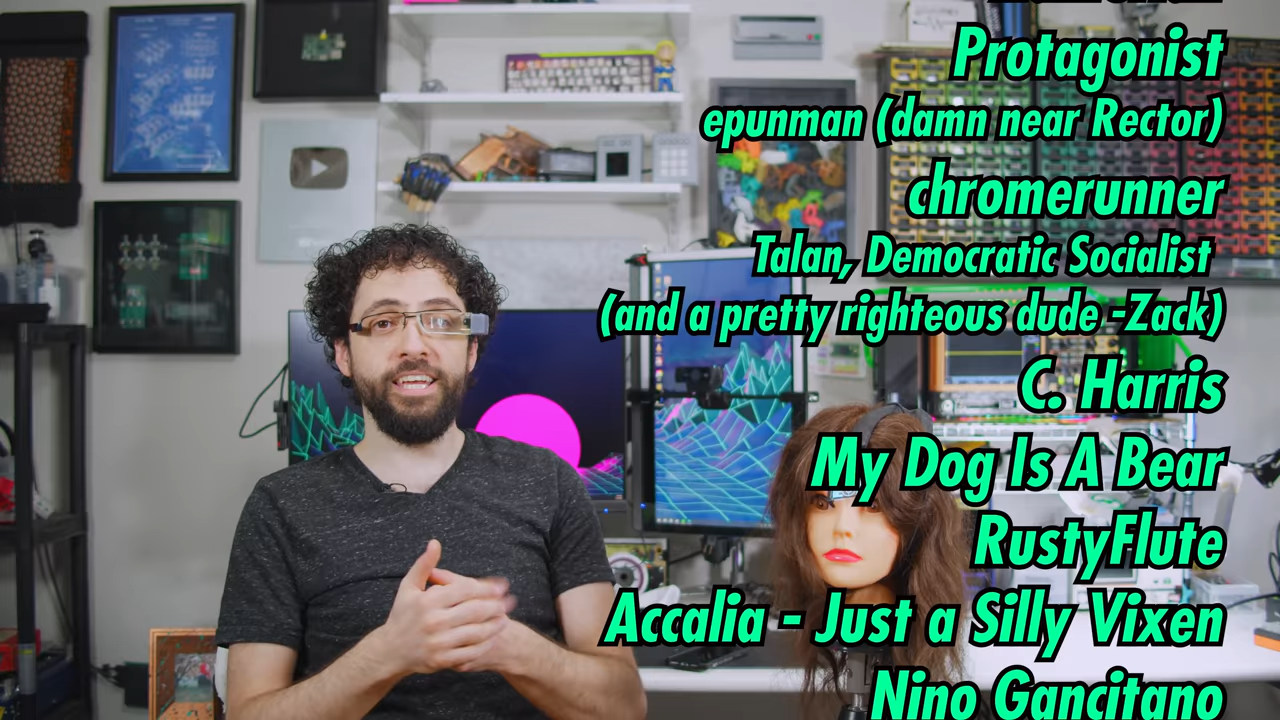 Protagonist
epunman (damn near Rector)
chromerunner
Talan, Democratic Socialist
(and a pretty righteous dude -Zack)
C. Harris
My Dog Is A Bear
RustyFlute
Accalia - Just a Silly Vixen
Nino Gancitano